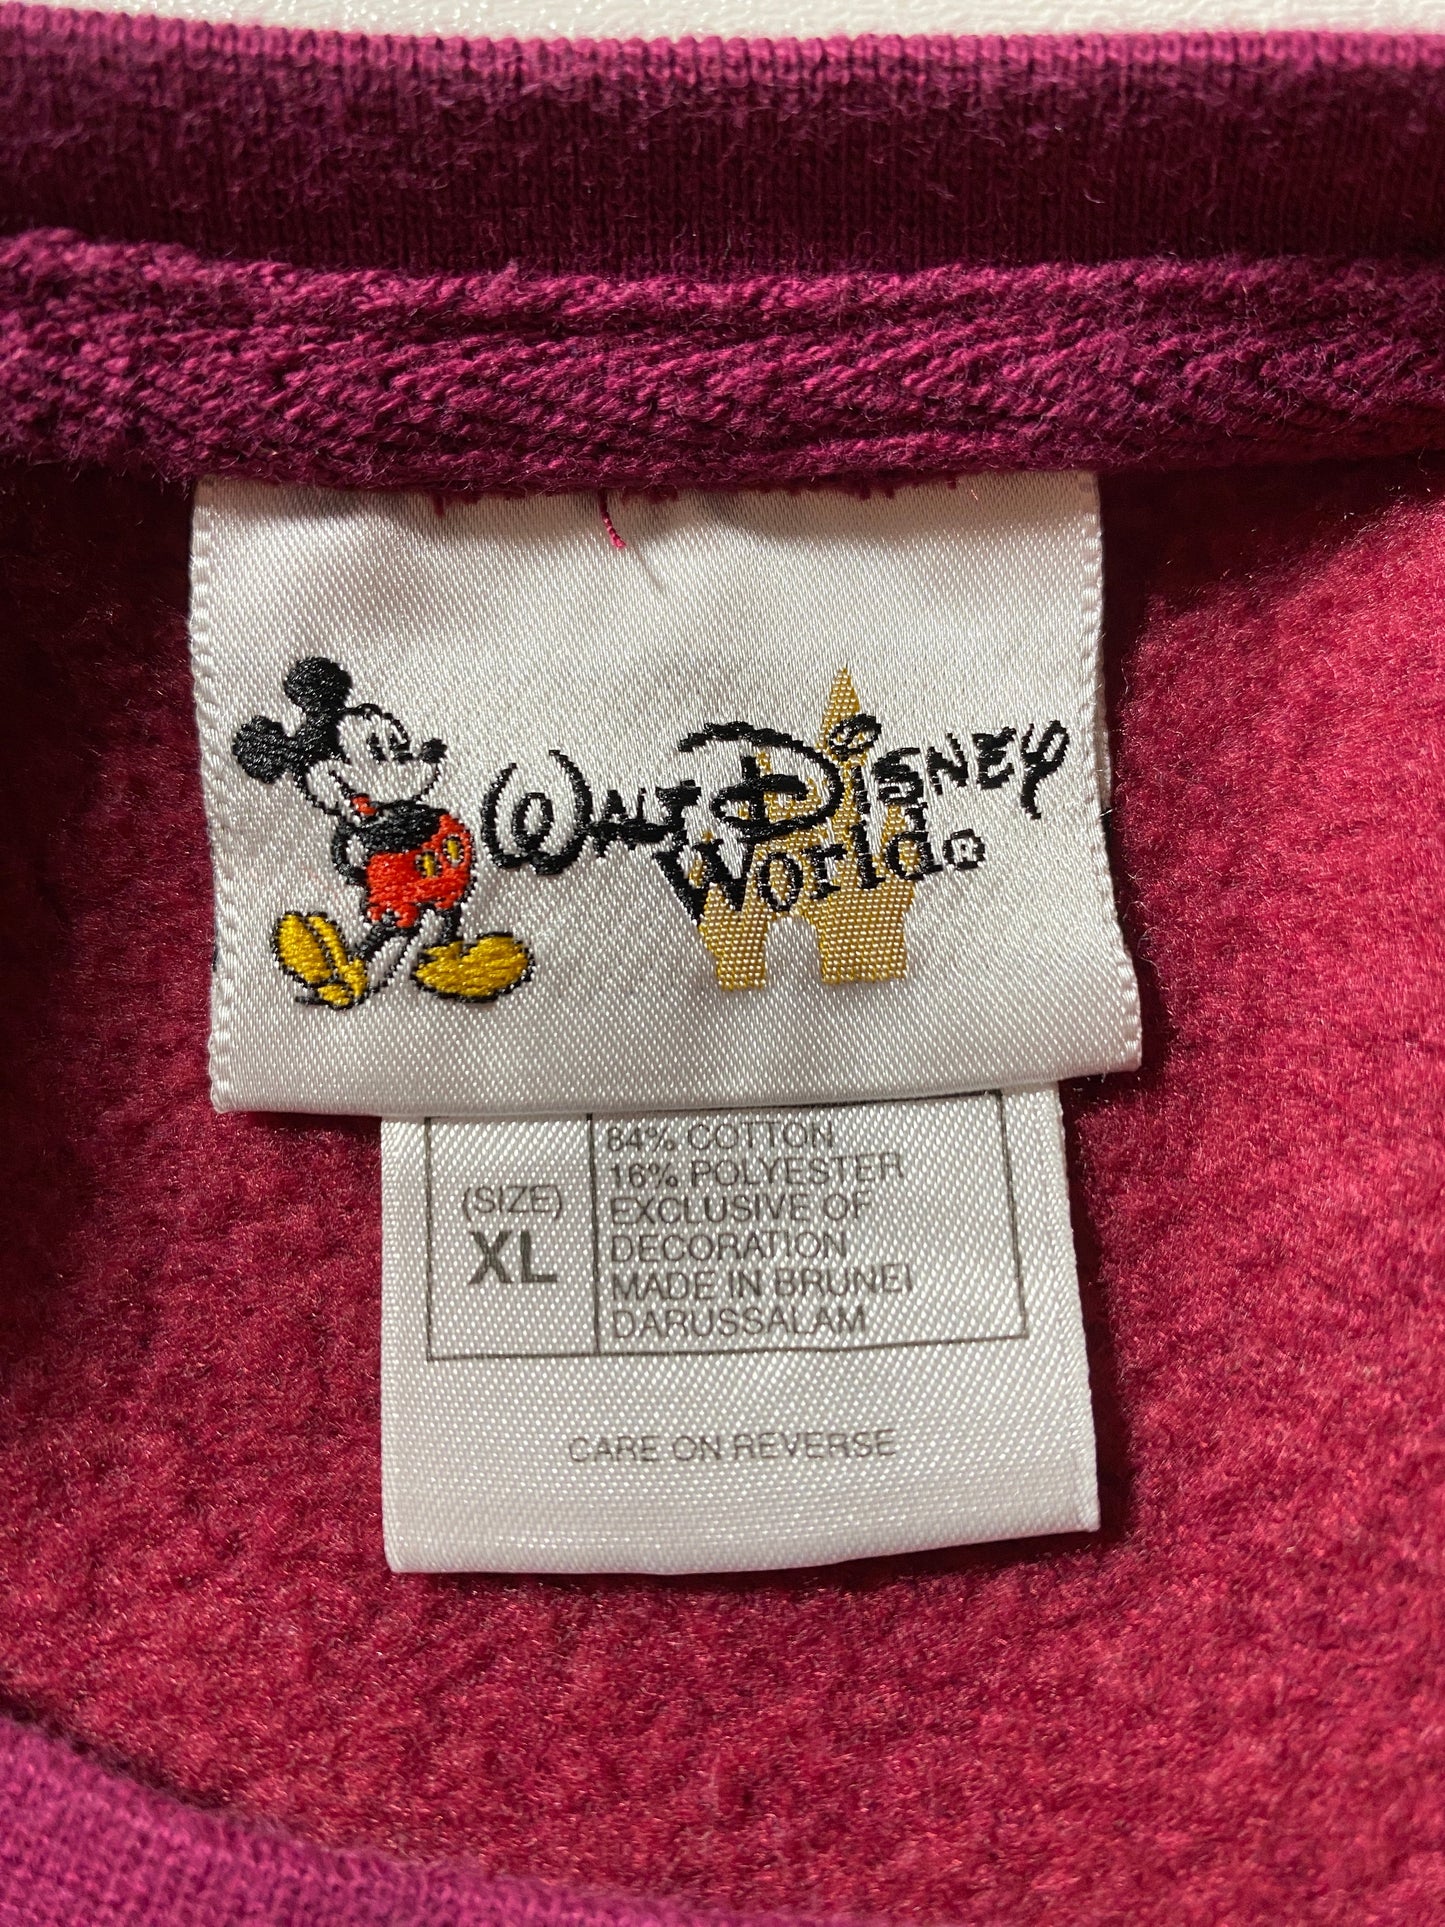 Walt Disney
World®
84% COTTON
16% POLYESTER
EXCLUSIVE OF
DECORATION
MADE IN BRUNEI
DARUSSALAM
(SIZE)
XL
CARE ON REVERSE